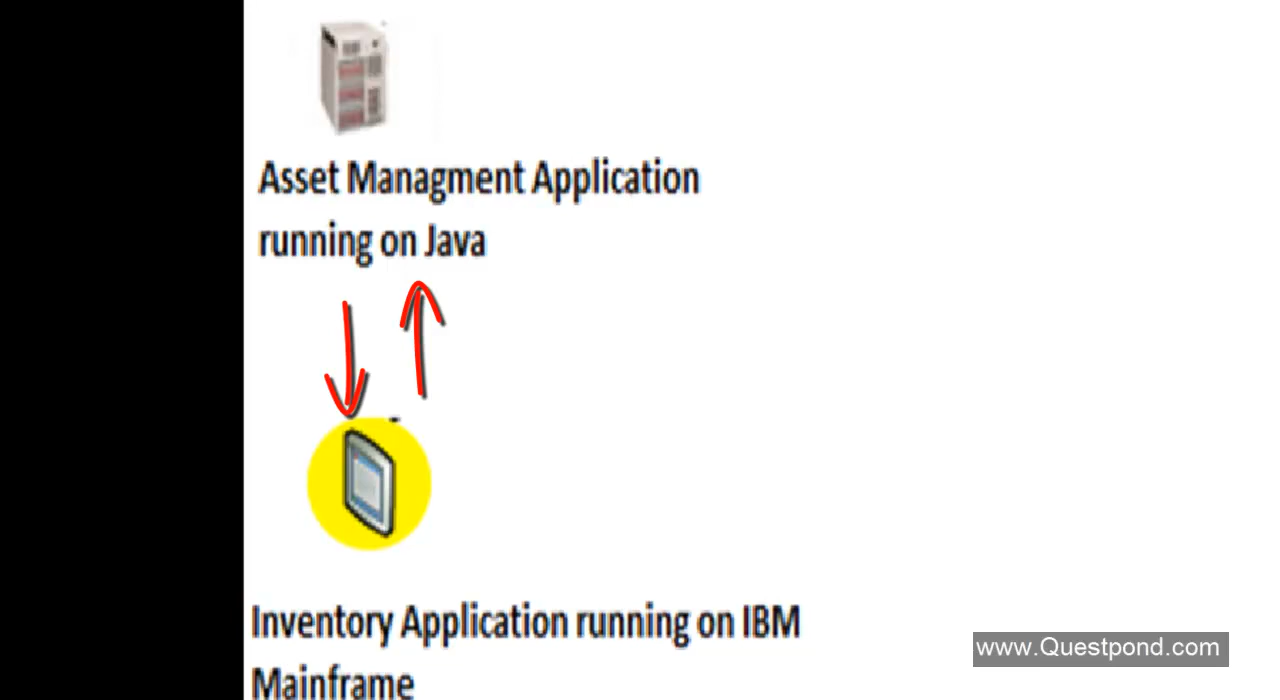 Asset Managment Application
running on Java
Inventory Application running on IBM
Mainframe
www.Questpond.com